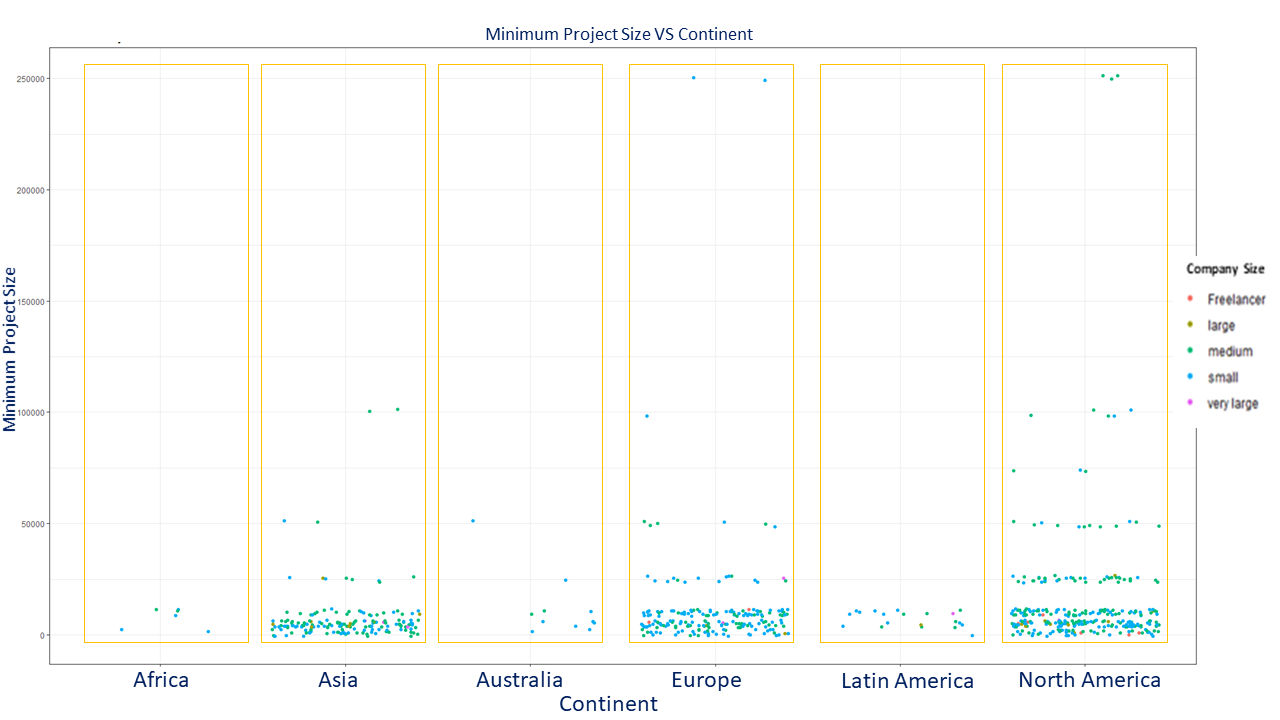 Minimum Project Size VS Continent
Minimum Project Size
250000
200000
150000
100000
50000
0
Company Size
Freelancer
large
medium
small
very large
Africa
Asia
Australia
Europe
Latin America
North America
Continent